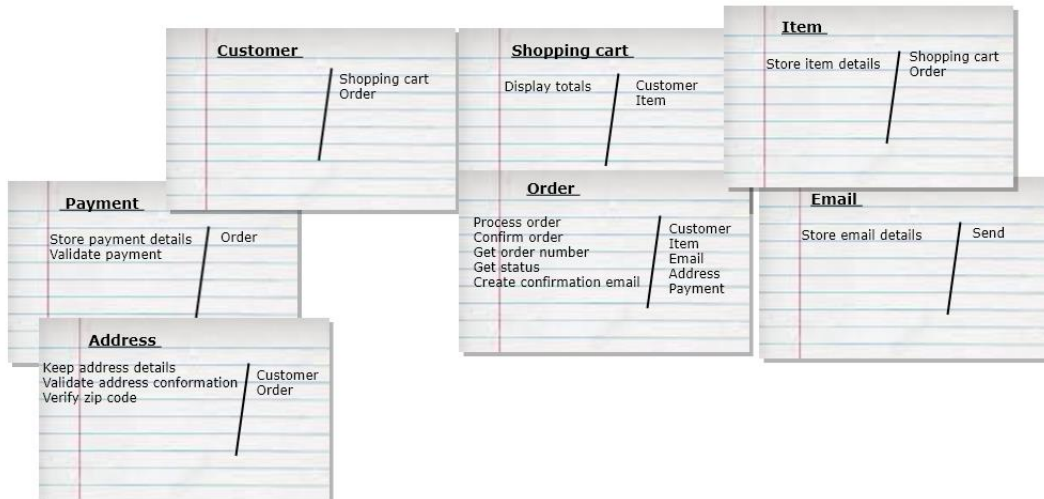 Customer
Shopping cart
Order
Shopping cart
Display totals
Customer
Item
Item
Store item details
Shopping cart
Order
Payment
Store payment details
Validate payment
Order
Order
Process order
Confirm order
Get order number
Get status
Create confirmation email
Customer
Item
Email
Address
Payment
Email
Store email details
Send
Address
Keep address details
Validate address conformation
Verify zip code
Customer
Order